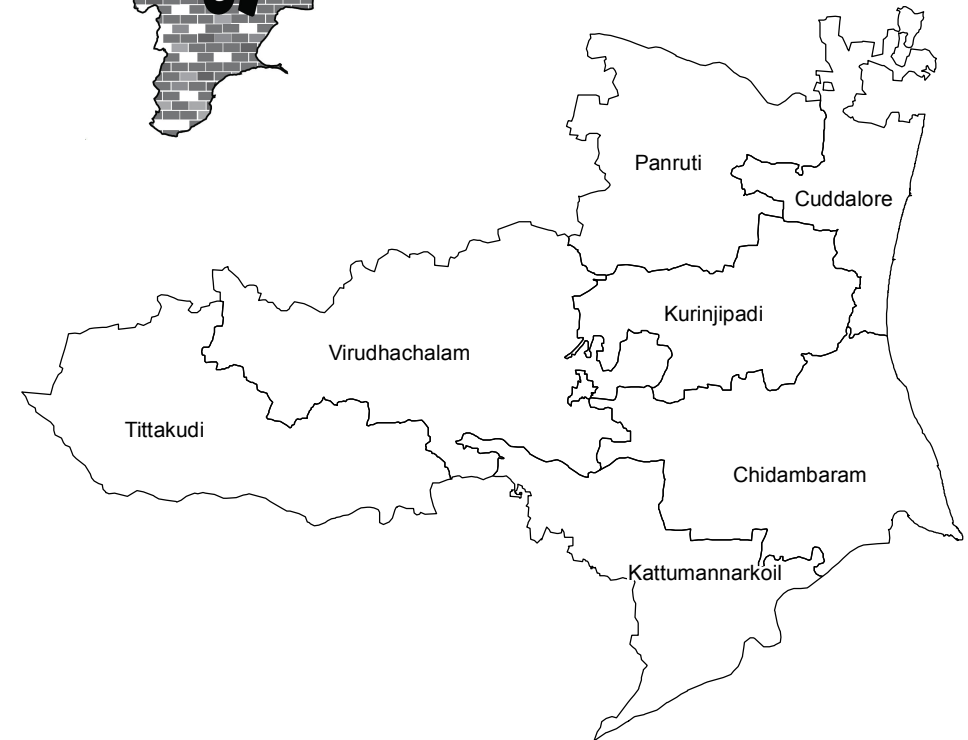 Panruti
Cuddalore
Kurinjipadi
Virudhachalam
Tittakudi
Chidambaram
Kattumannarkoil